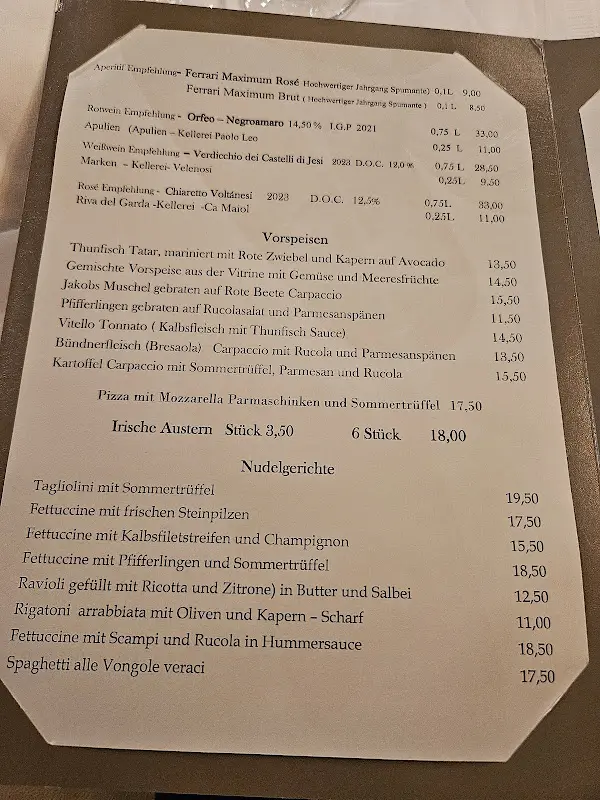 Aperitif Empfehlung- Ferrari Maximum Rosé Hochwertiger Jahrgang Spumante) 0,1L 9,00
Ferrari Maximum Brut ( Hochwertiger Jahrgang Spumante ) 0,1 L 8,50
Rotwein Empfehlung - Orfeo – Negroamaro 14,50 % I.G.P 2021 0,75 L 33,00
Apulien (Apulien – Kellerei Paolo Leo 0,25 L 11,00
Weißwein Empfehlung – Verdicchio dei Castelli di Jesi 2023 D.O.C. 12,0 % 0,75 L 28,50
Marken – Kellerei- Velenosi 0,25L 9,50
Rosé Empfehlung - Chiaretto Voltánesi 2023 D.O.C. 12,5% 0,75L 33,00
Riva del Garda -Kellerei -Ca Maiol 0,25L 11,00
Vorspeisen
Thunfisch Tatar, mariniert mit Rote Zwiebel und Kapern auf Avocado 13,50
Gemischte Vorspeise aus der Vitrine mit Gemüse und Meeresfrüchte 14,50
Jakobs Muschel gebraten auf Rote Beete Carpaccio 15,50
Pfifferlingen gebraten auf Rucolasalat und Parmesanspänen 11,50
Vitello Tonnato ( Kalbsfleisch mit Thunfisch Sauce) 14,50
Bündnerfleisch (Bresaola) Carpaccio mit Rucola und Parmesanspänen 13,50
Kartoffel Carpaccio mit Sommertrüffel, Parmesan und Rucola 15,50
Pizza mit Mozzarella Parmaschinken und Sommertrüffel 17,50
Irische Austern Stück 3,50 6 Stück 18,00
Nudelgerichte
Tagliolini mit Sommertrüffel 19,50
Fettuccine mit frischen Steinpilzen 17,50
Fettuccine mit Kalbsfiletstreifen und Champignon 15,50
Fettuccine mit Pfifferlingen und Sommertrüffel 18,50
Ravioli gefüllt mit Ricotta und Zitrone) in Butter und Salbei 12,50
Rigatoni arrabbiata mit Oliven und Kapern – Scharf 11,00
Fettuccine mit Scampi und Rucola in Hummersauce 18,50
Spaghetti alle Vongole veraci 17,50